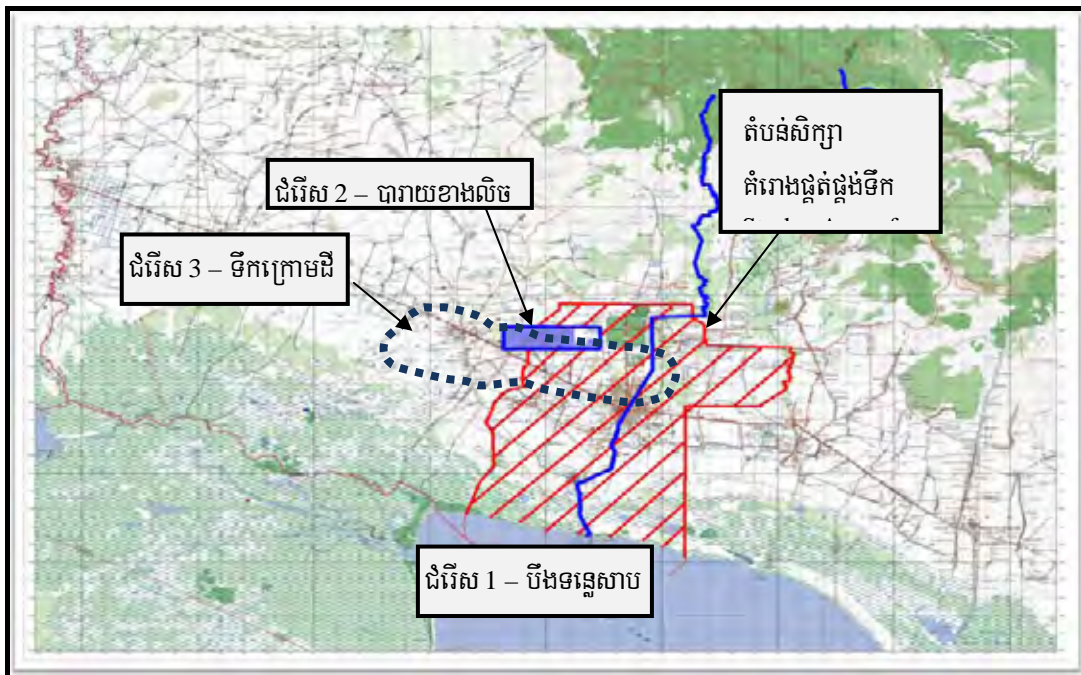 តំបន់សិក្សា
គំរោងផ្គត់ផ្គង់ទឹក
ជំរើស 2 – បារាយខាងលិច
ជំរើស 3 – ទឹកក្រោមដី
ជំរើស 1 – បឹងទន្លេសាប